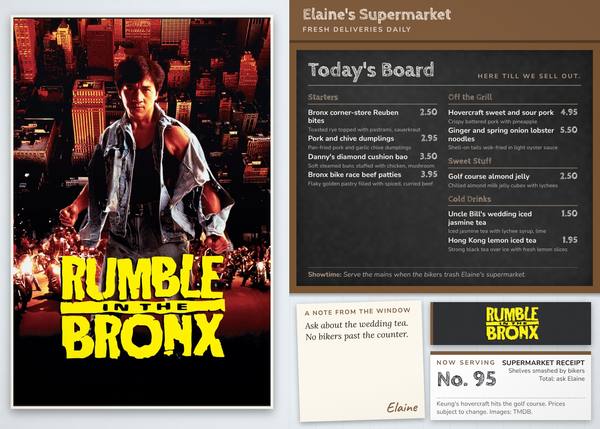 RUMBLE
IN THE
BRONX
Elaine's Supermarket
FRESH DELIVERIES DAILY
Today's Board
HERE TILL WE SELL OUT.
Starters
Bronx corner-store Reuben bites 2.50
Toasted rye topped with pastrami, sauerkraut
Pork and chive dumplings 2.95
Pan-fried pork and garlic chive dumplings
Danny's diamond cushion bao 3.50
Soft steamed buns stuffed with chicken, mushroom
Bronx bike race beef patties 3.95
Flaky golden pastry filled with spiced, curried beef
Off the Grill
Hovercraft sweet and sour pork 4.95
Crispy battered pork with pineapple
Ginger and spring onion lobster noodles 5.50
Shell-on tails wok-fried in light oyster sauce
Sweet Stuff
Golf course almond jelly 2.50
Chilled almond milk jelly cubes with lychees
Cold Drinks
Uncle Bill's wedding iced jasmine tea 1.50
Iced jasmine tea with lychee syrup, lime
Hong Kong lemon iced tea 1.95
Strong black tea over ice with fresh lemon slices
Showtime: Serve the mains when the bikers trash Elaine's supermarket.
A NOTE FROM THE WINDOW
Ask about the wedding tea.
No bikers past the counter.
Elaine
RUMBLE
IN THE
BRONX
NOW SERVING
No. 95
SUPERMARKET RECEIPT
Shelves smashed by bikers
Total: ask Elaine
Keung's hovercraft hits the golf course. Prices
subject to change. Images: TMDB.